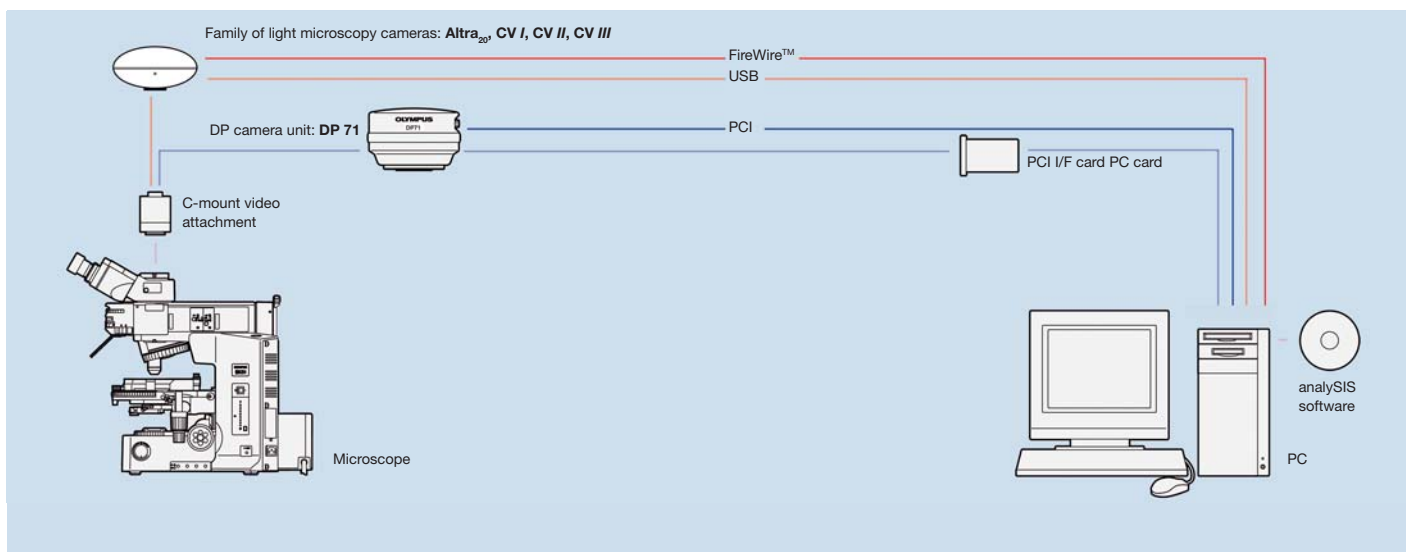 Family of light microscopy cameras: Altra20, CV I, CV II, CV III
FireWire™
USB
DP camera unit: DP 71
OLYMPUS
DP71
PCI
PCI I/F card PC card
C-mount video
attachment
analySIS
software
Microscope
PC